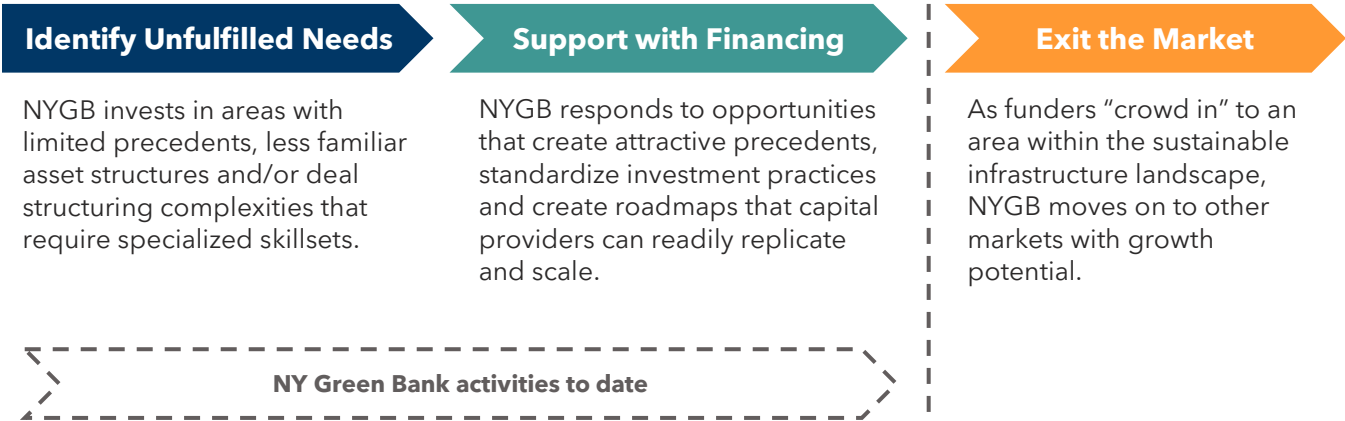 Identify Unfulfilled Needs
NYGB invests in areas with
limited precedents, less familiar
asset structures and/or deal
structuring complexities that
require specialized skillsets.
Support with Financing
NYGB responds to opportunities
that create attractive precedents,
standardize investment practices
and create roadmaps that capital
providers can readily replicate
and scale.
Exit the Market
As funders “crowd in” to an
area within the sustainable
infrastructure landscape,
NYGB moves on to other
markets with growth
potential.
NY Green Bank activities to date